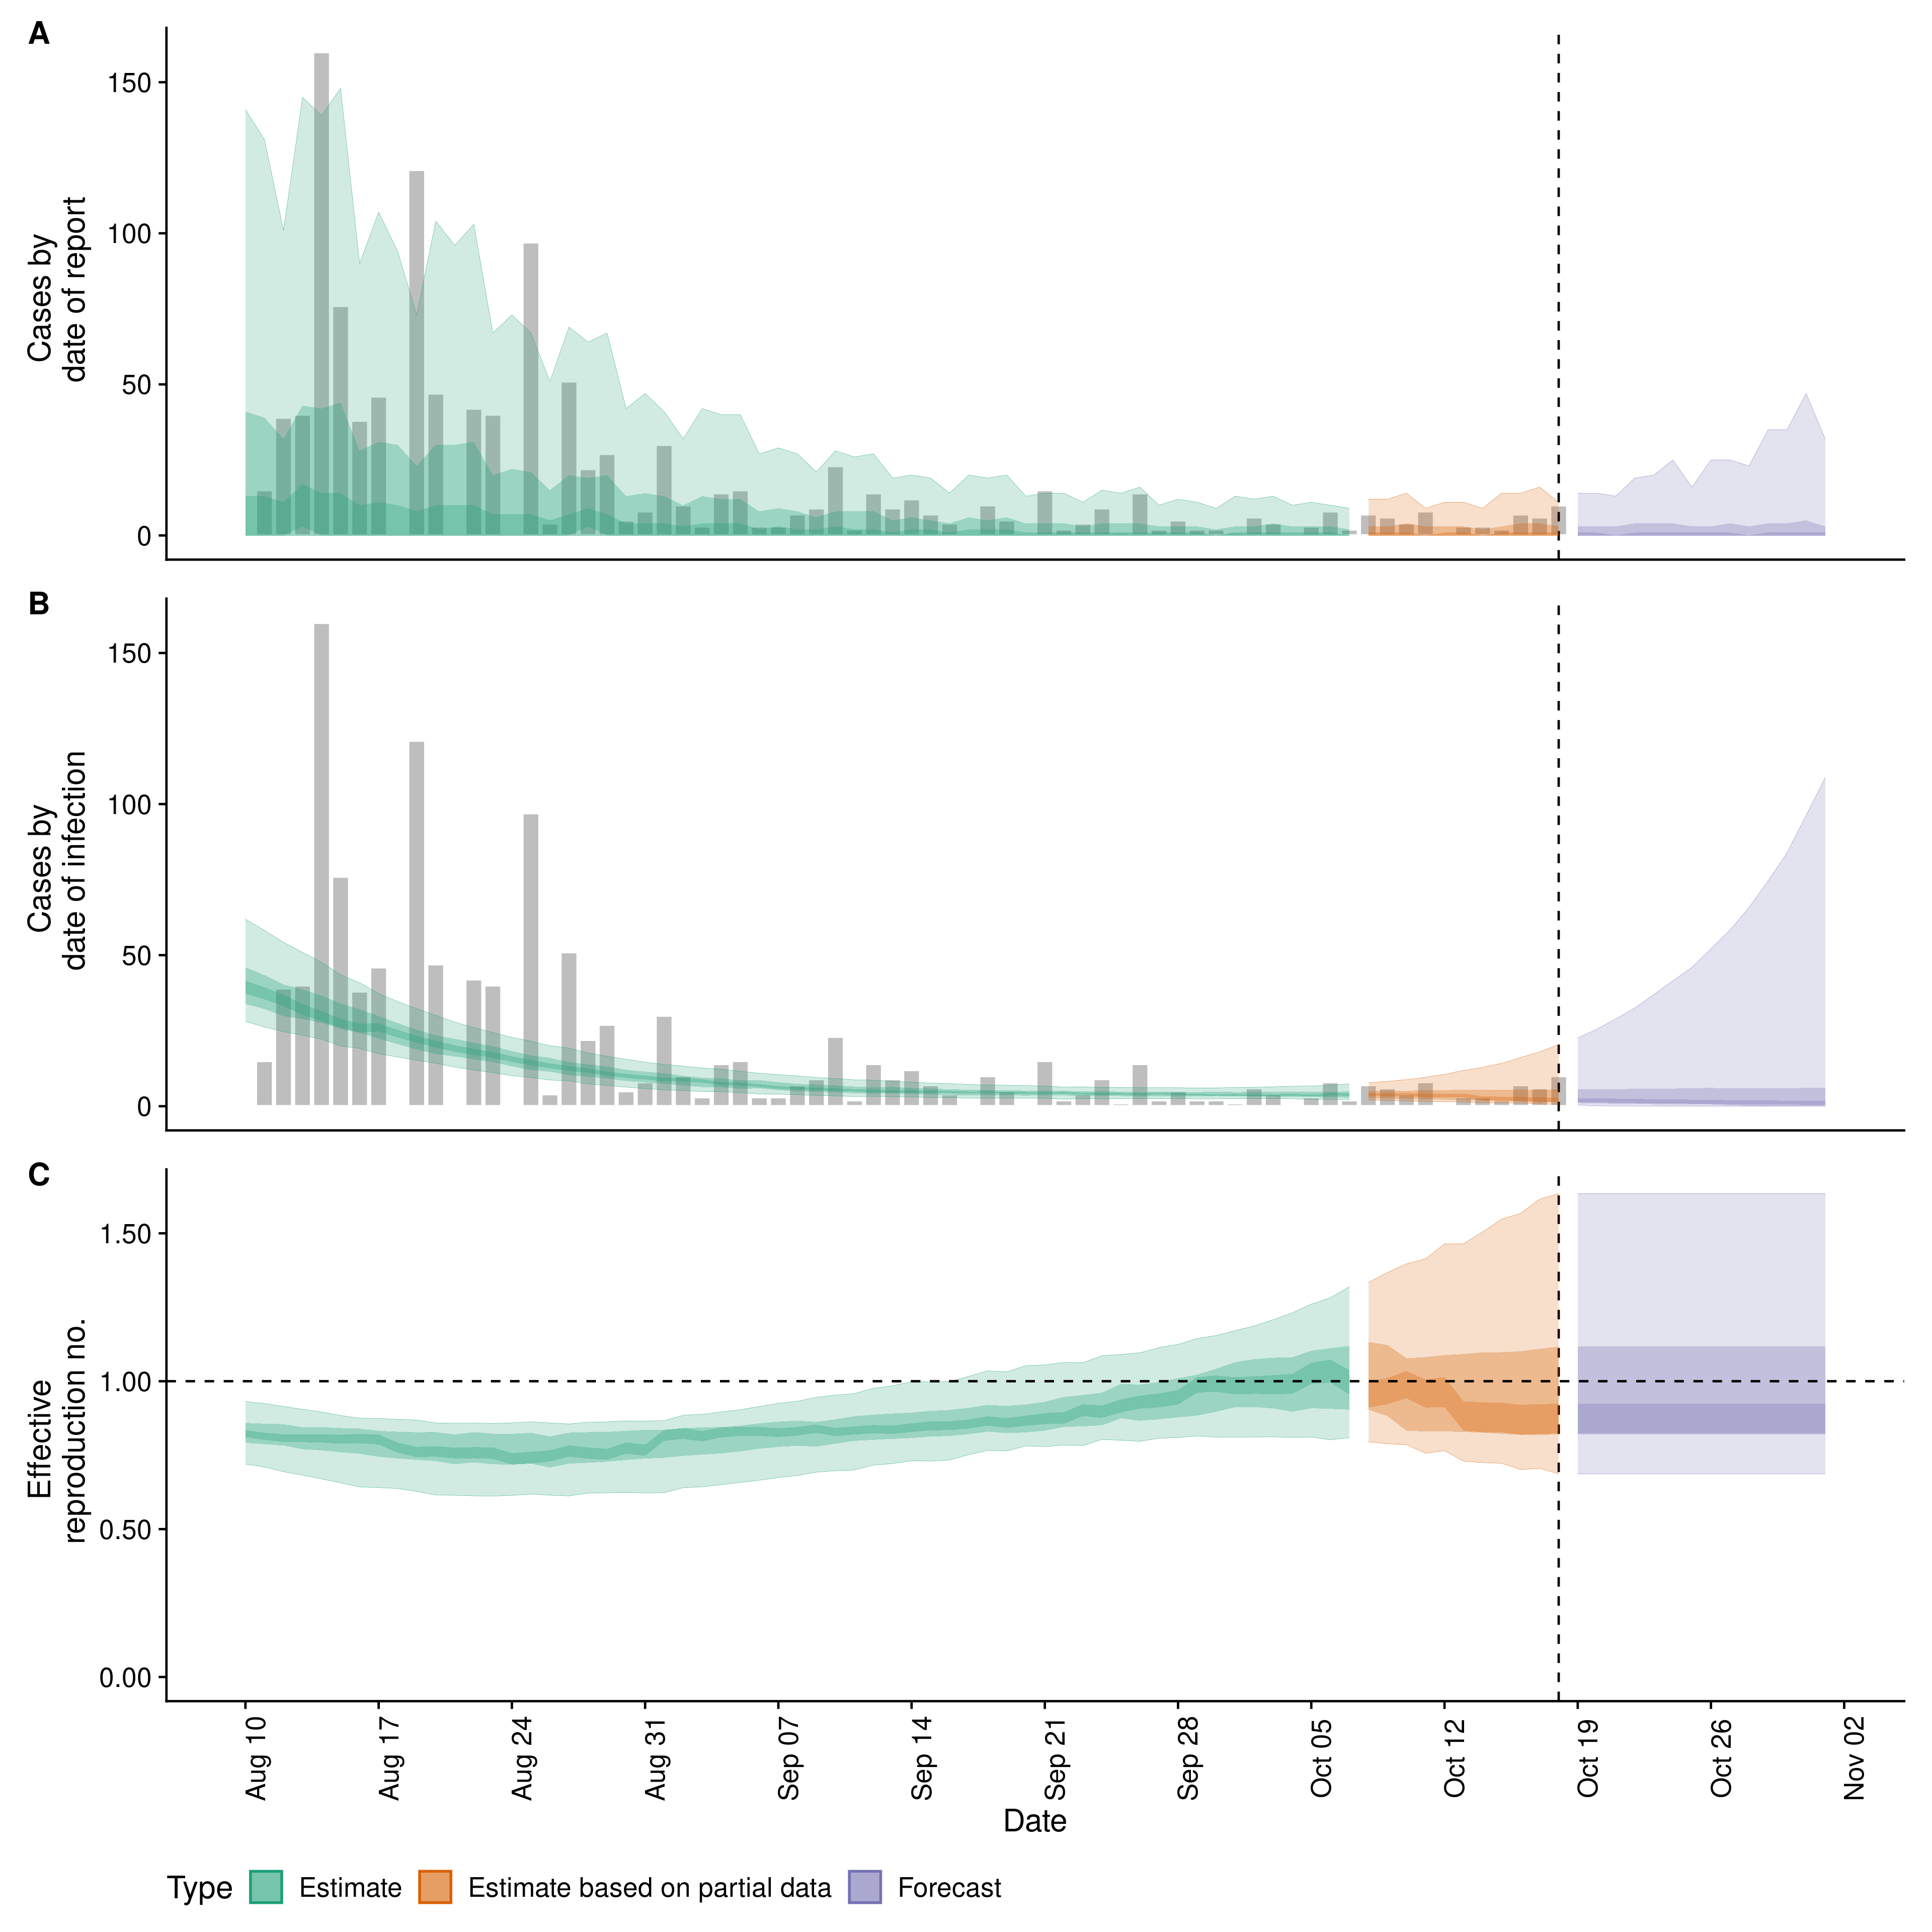 A
Cases by
date of report
150
100
50
0
B
Cases by
date of infection
150
100
50
0
C
Effective
reproduction no.
1.50
1.00
0.50
0.00
Aug 10
Aug 17
Aug 24
Aug 31
Sep 07
Sep 14
Sep 21
Sep 28
Oct 05
Oct 12
Oct 19
Oct 26
Nov 02
Date
Type Estimate Estimate based on partial data Forecast